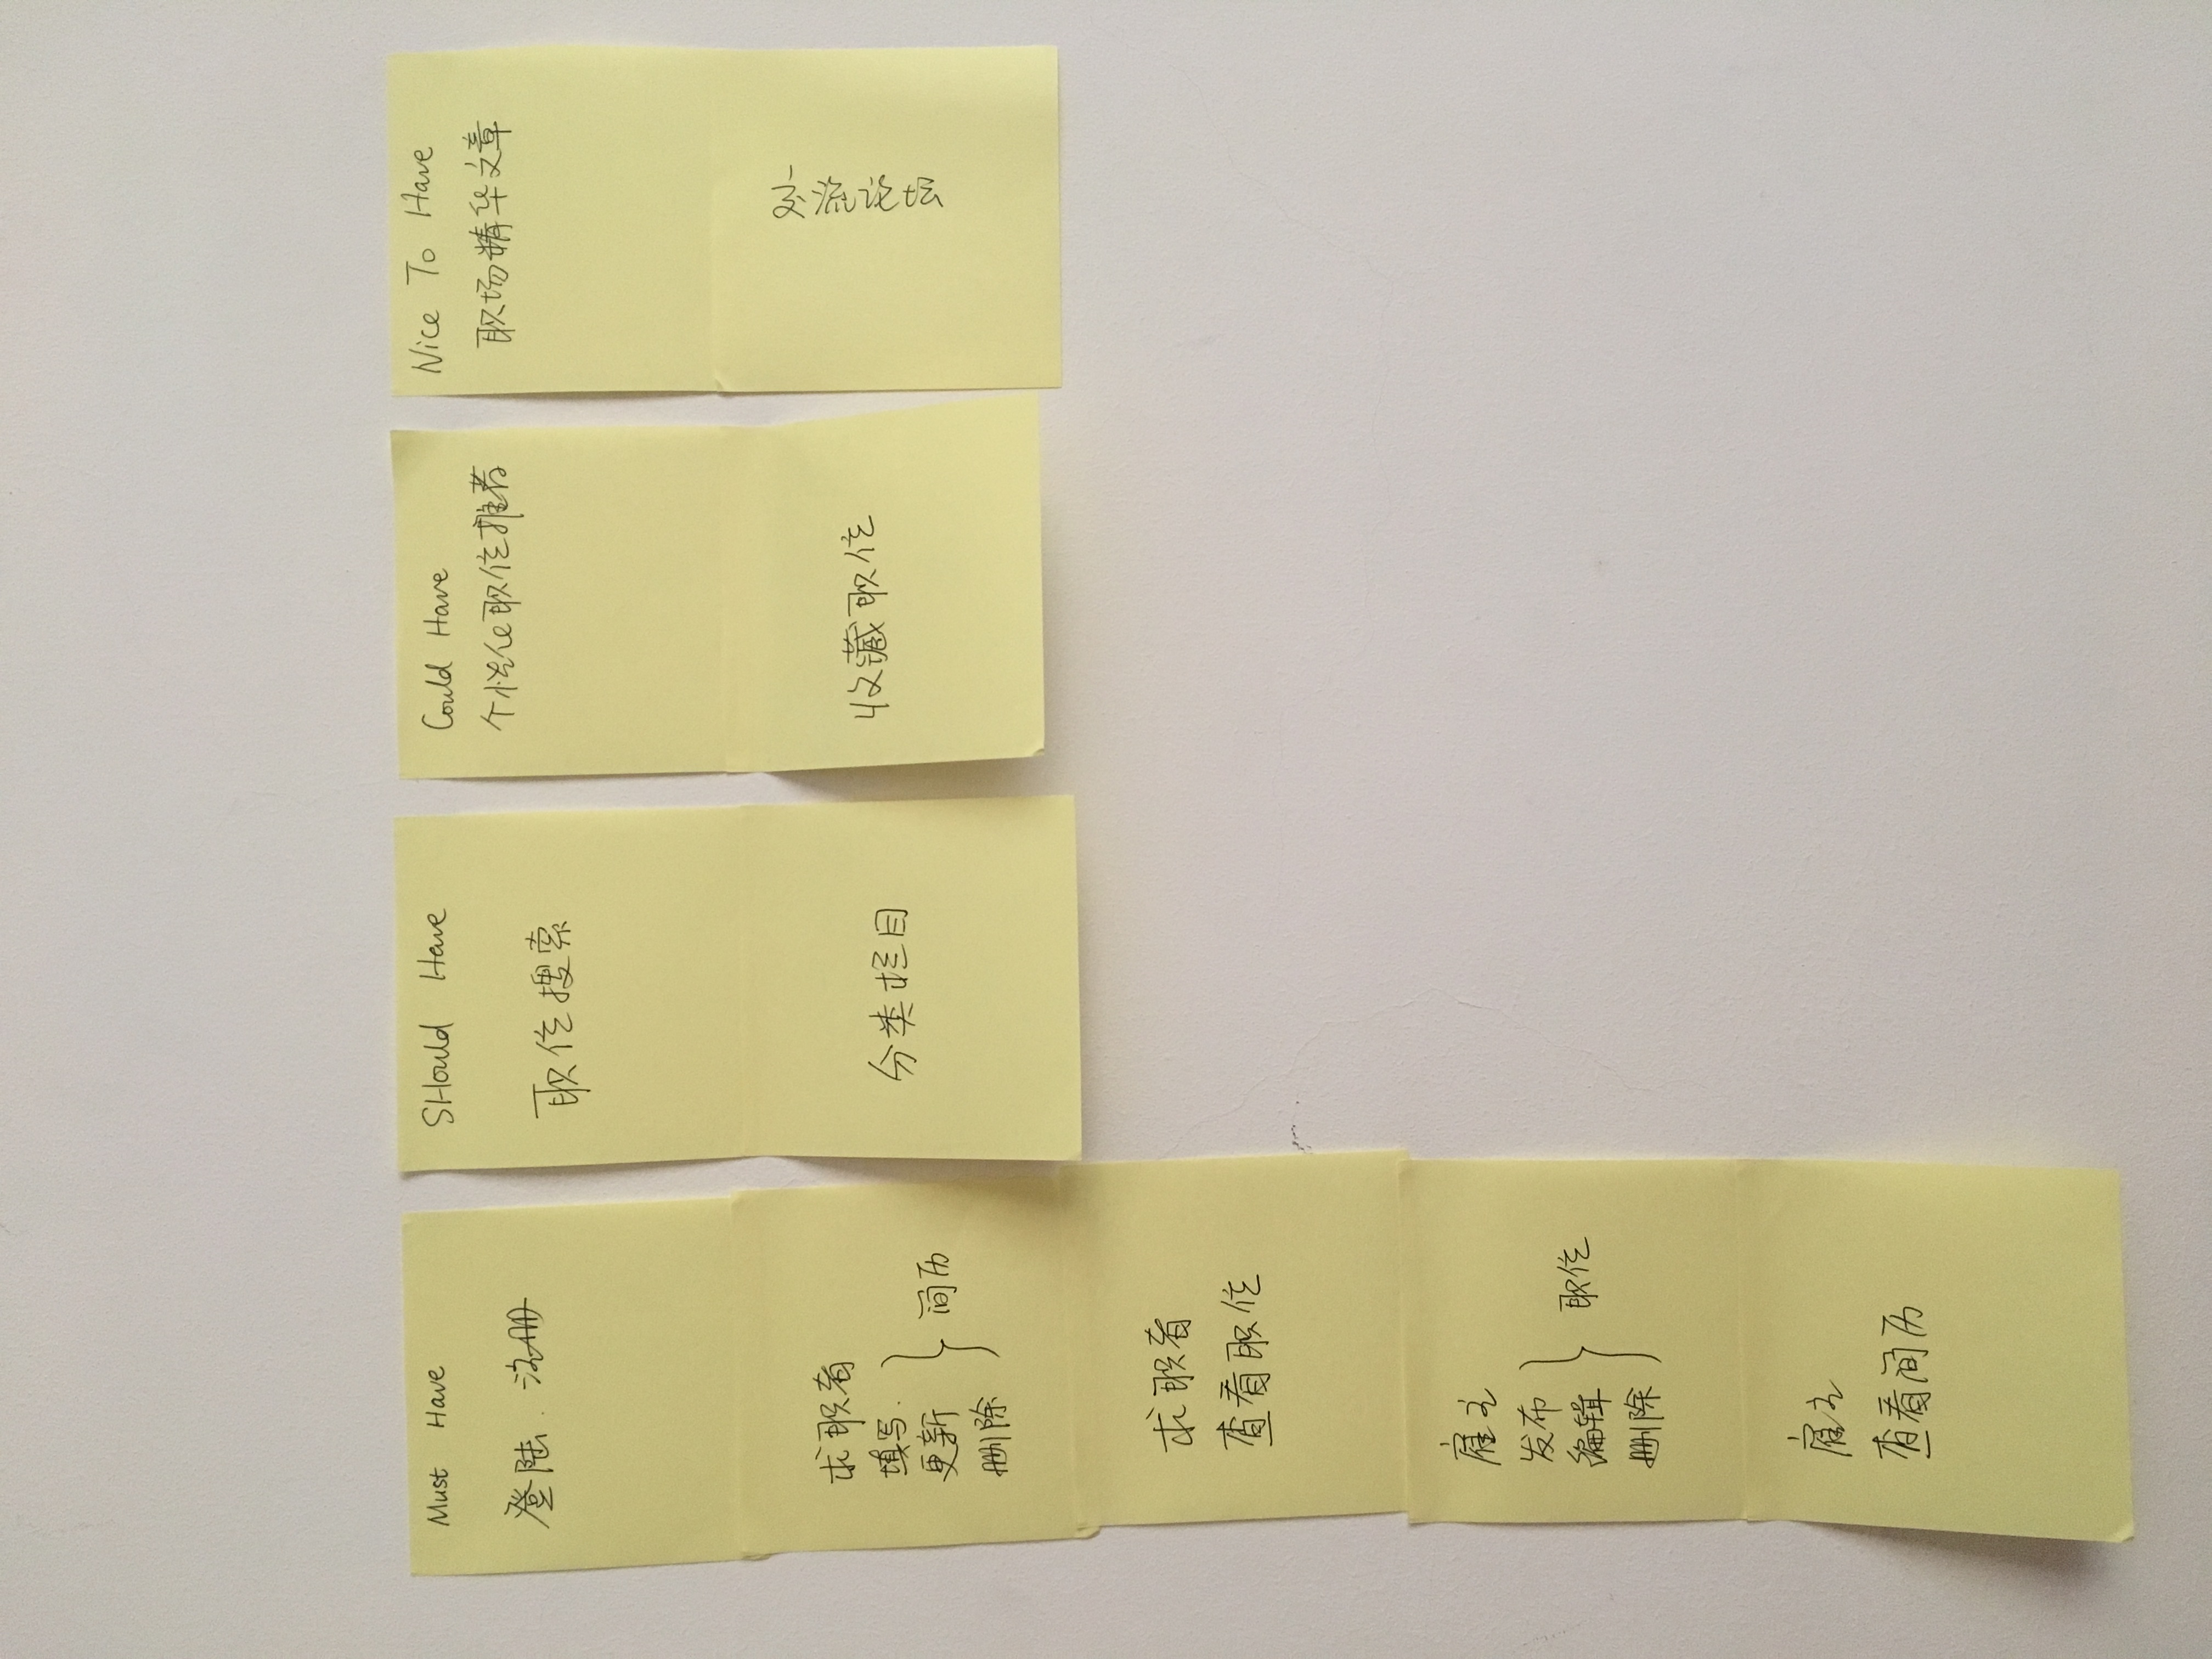 Must Have
登陆. 注册
求职者
填写.
更新
删除
简历
求职者
查看职位
雇主
发布
编辑
删除
职位
雇主
查看简历
SHould Have
职位搜索
分类栏目
Could Have
个性化职位推荐
收藏职位
Nice To Have
职场精华文章
交流论坛